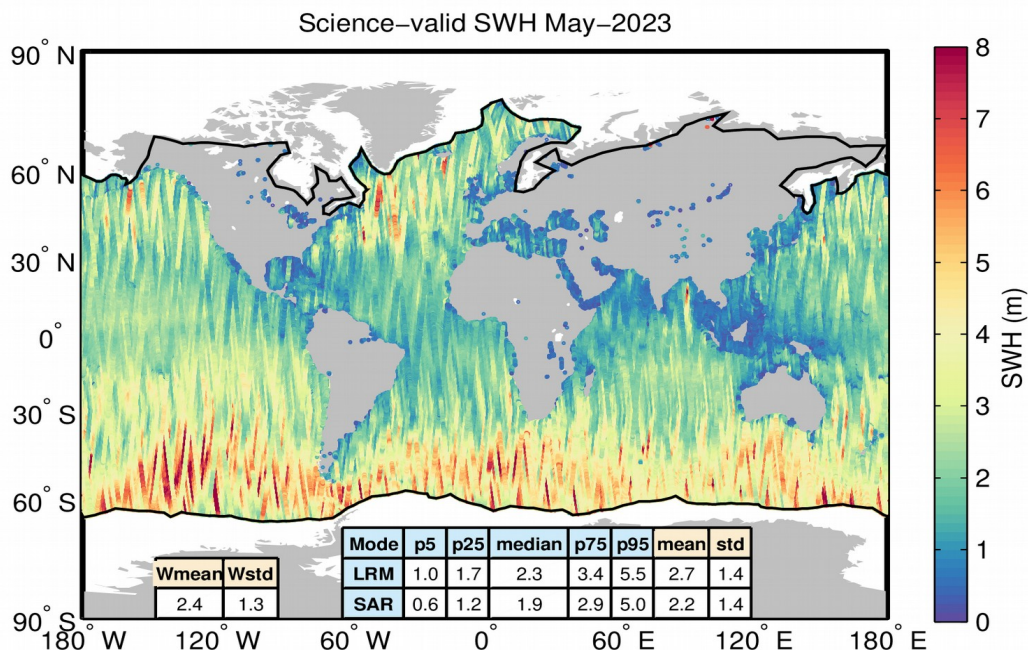 Science−valid SWH May−2023
90° N
60° N
30° N
0°
30° S
60° S
90° S
180° W 120° W 60° W 0° 60° E 120° E 180° E
8
7
6
5
4
3
2
1
0
SWH (m)
Wmean Wstd
2.4 1.3
Mode p5 p25 median p75 p95 mean std
LRM 1.0 1.7 2.3 3.4 5.5 2.7 1.4
SAR 0.6 1.2 1.9 2.9 5.0 2.2 1.4